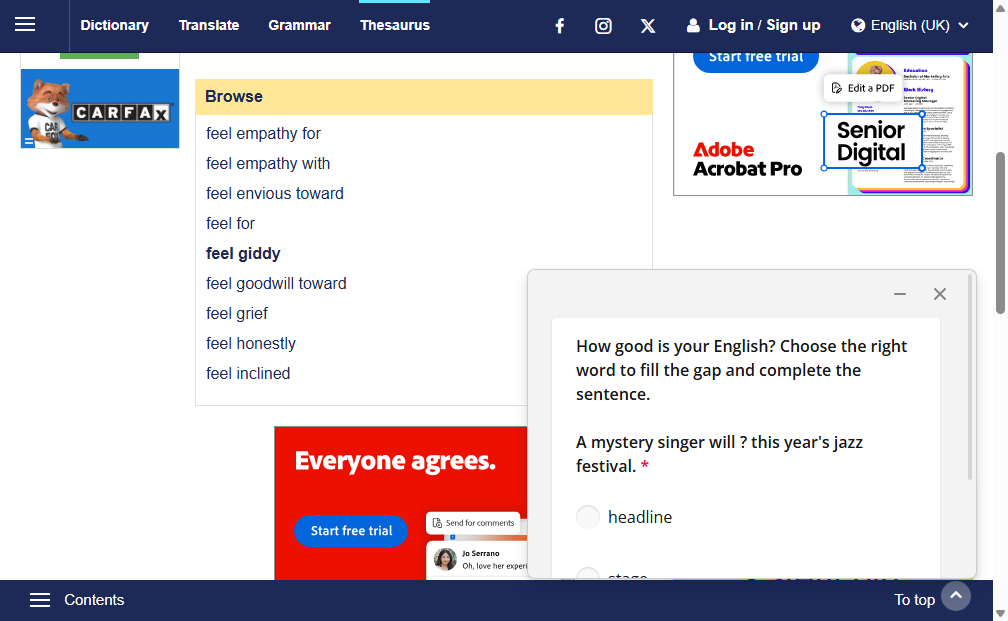 Dictionary
Translate
Grammar
Thesaurus
Log in / Sign up
English (UK)
CARFAX
Browse
feel empathy for
feel empathy with
feel envious toward
feel for
feel giddy
feel goodwill toward
feel grief
feel honestly
feel inclined
Start free trial
Education
Edit a PDF
Work History
Senior
Digital
Adobe
Acrobat Pro
Everyone agrees.
Start free trial
Send for comments
Jo Serrano
Oh, love her experi
How good is your English? Choose the right
word to fill the gap and complete the
sentence.
A mystery singer will ? this year's jazz
festival. *
headline
stage
Contents
To top